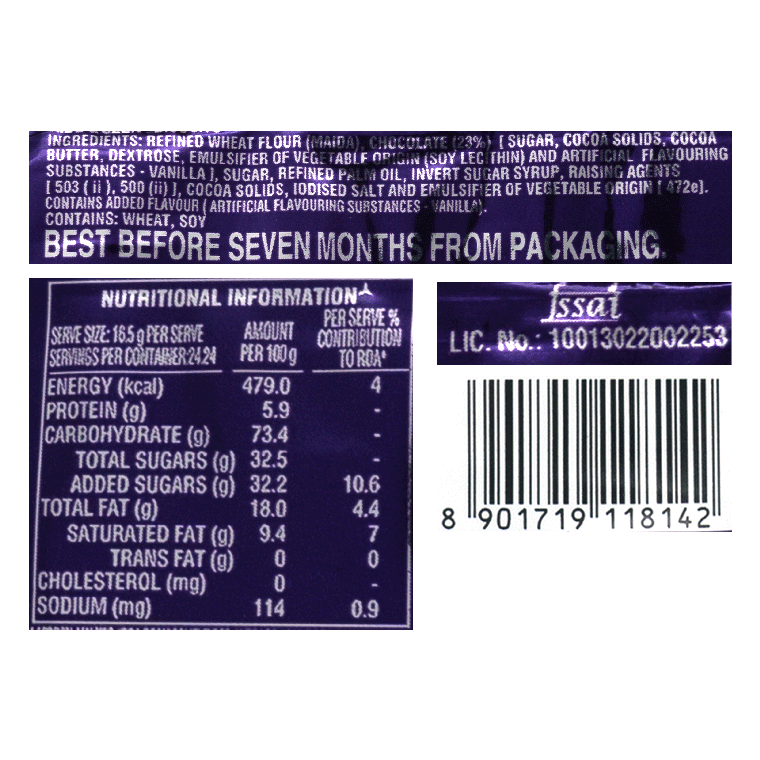 INGREDIENTS: REFINED WHEAT FLOUR (MAIDA), CHOCOLATE (23%) [ SUGAR, COCOA SOLIDS, COCOA
BUTTER, DEXTROSE, EMULSIFIER OF VEGETABLE ORIGIN (SOY LECITHIN) AND ARTIFICIAL FLAVOURING
SUBSTANCES - VANILLA ], SUGAR, REFINED PALM OIL, INVERT SUGAR SYRUP, RAISING AGENTS
[ 503 ( ii ), 500 (ii) ], COCOA SOLIDS, IODISED SALT AND EMULSIFIER OF VEGETABLE ORIGIN [ 472e].
CONTAINS ADDED FLAVOUR ( ARTIFICIAL FLAVOURING SUBSTANCES - VANILLA).
CONTAINS: WHEAT, SOY
BEST BEFORE SEVEN MONTHS FROM PACKAGING.
NUTRITIONAL INFORMATION
SERVE SIZE: 16.5 g PER SERVE
SERVINGS PER CONTAINER:24.24
AMOUNT
PER 100 g
PER SERVE %
CONTRIBUTION
TO RDA*
ENERGY (kcal) 479.0 4
PROTEIN (g) 5.9 -
CARBOHYDRATE (g) 73.4 -
TOTAL SUGARS (g) 32.5 -
ADDED SUGARS (g) 32.2 10.6
TOTAL FAT (g) 18.0 4.4
SATURATED FAT (g) 9.4 7
TRANS FAT (g) 0 0
CHOLESTEROL (mg) 0 -
SODIUM (mg) 114 0.9
fssai
LIC. No.: 10013022002253
8 901719 118142